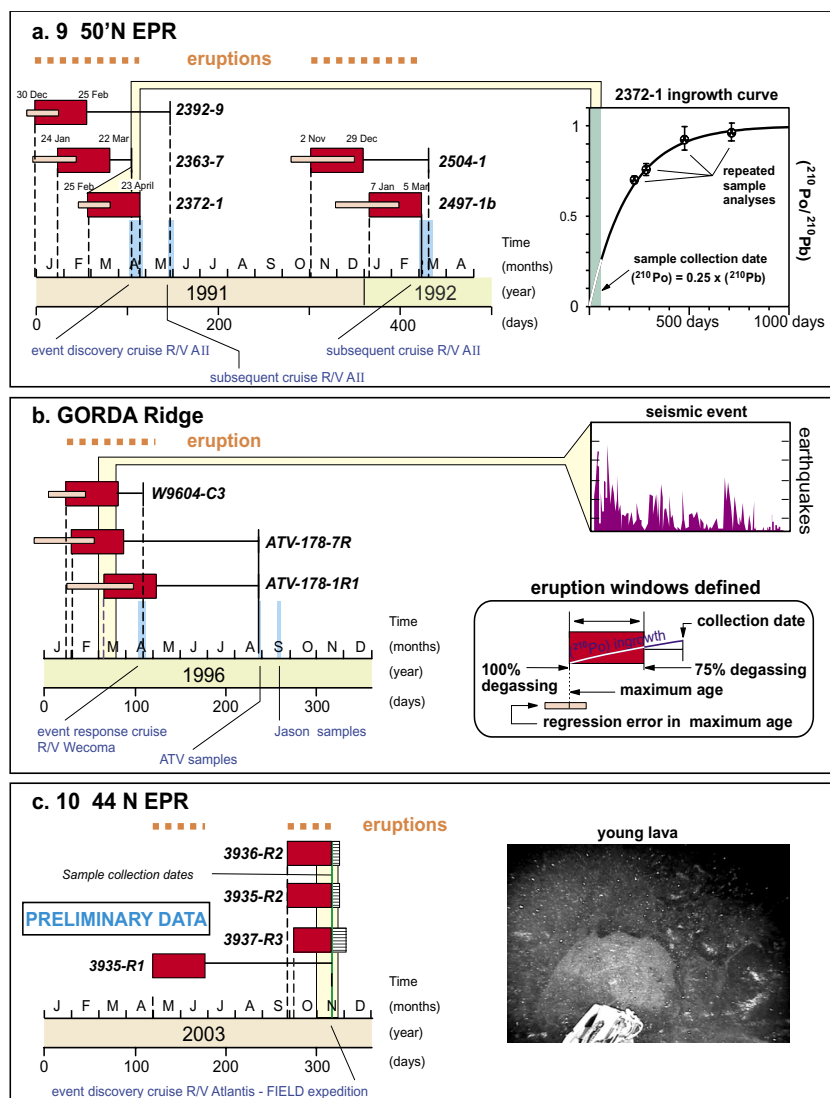 a. 9 50'N EPR
eruptions
30 Dec
25 Feb
2392-9
24 Jan
22 Mar
2363-7
25 Feb
23 April
2372-1
2 Nov
29 Dec
2504-1
7 Jan
5 Mar
2497-1b
J F M A M J J A S O N D J F M A M J A
Time
(months)
1991
1992
(year)
0 200 400
(days)
event discovery cruise R/V AII
subsequent cruise R/V AII
subsequent cruise R/V AII
2372-1 ingrowth curve
1
0.5
0
repeated
sample
analyses
sample collection date
(²¹⁰Po) = 0.25 x (²¹⁰Pb)
(²¹⁰Po/²¹⁰Pb)
500 days
1000 days
b. GORDA Ridge
eruption
W9604-C3
ATV-178-7R
ATV-178-1R1
J F M A M J J A S O N D
Time
(months)
1996
(year)
0 100 200 300
(days)
event response cruise
R/V Wecoma
ATV samples
Jason samples
seismic event
earthquakes
eruption windows defined
collection date
(²¹⁰Po) ingrowth
100%
degassing
75% degassing
maximum age
regression error in maximum age
c. 10 44 N EPR
eruptions
3936-R2
Sample collection dates
3935-R2
PRELIMINARY DATA
3937-R3
3935-R1
J F M A M J J A S O N D
Time
(months)
2003
(year)
0 100 200 300
(days)
event discovery cruise R/V Atlantis - FIELD expedition
young lava